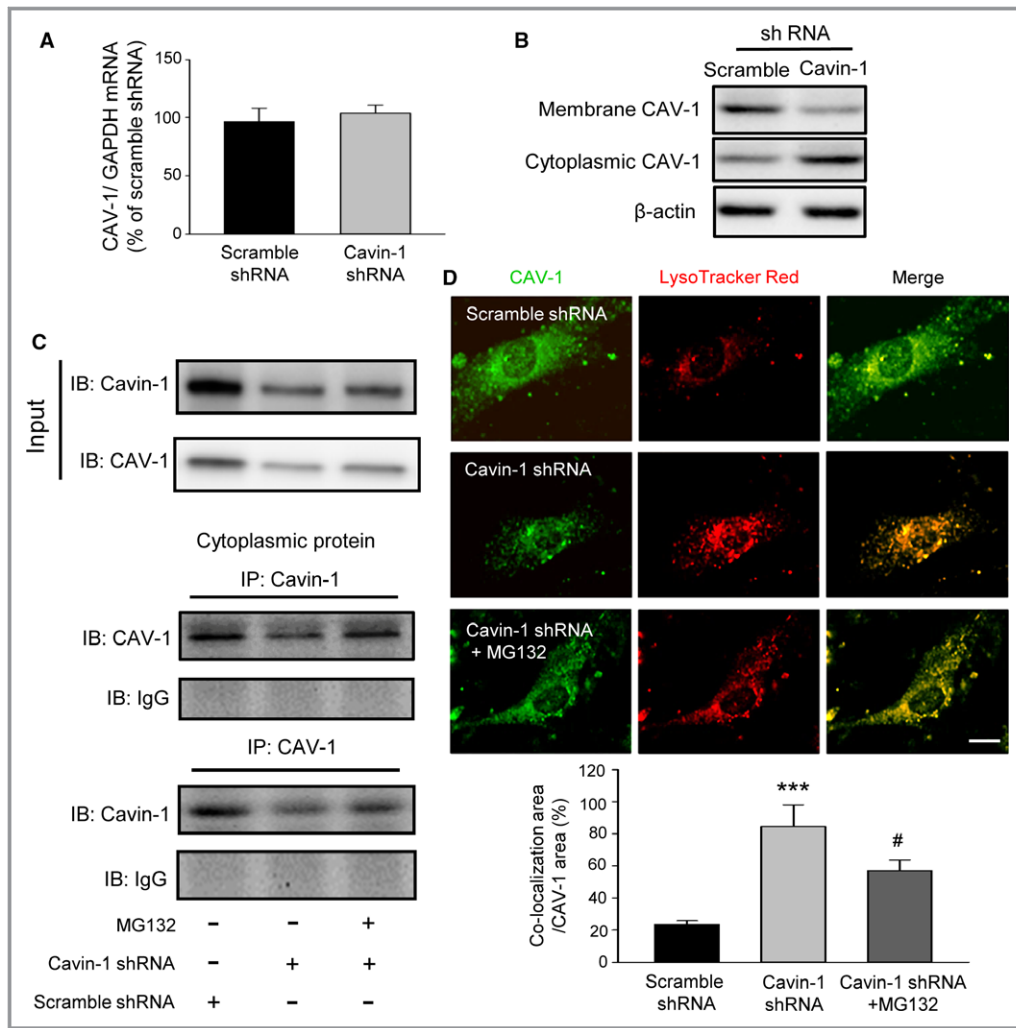 A
CAV-1/ GAPDH mRNA
(% of scramble shRNA)
150
100
50
0
Scramble
shRNA
Cavin-1
shRNA
B
sh RNA
Scramble Cavin-1
Membrane CAV-1
Cytoplasmic CAV-1
β-actin
C
Input
IB: Cavin-1
IB: CAV-1
Cytoplasmic protein
IP: Cavin-1
IB: CAV-1
IB: IgG
IP: CAV-1
IB: Cavin-1
IB: IgG
MG132 - - +
Cavin-1 shRNA - + +
Scramble shRNA + - -
D
CAV-1 LysoTracker Red Merge
Scramble shRNA
Cavin-1 shRNA
Cavin-1 shRNA
+ MG132
Co-localization area
/CAV-1 area (%)
120
100
80
60
40
20
0
***
#
Scramble
shRNA
Cavin-1
shRNA
Cavin-1 shRNA
+MG132